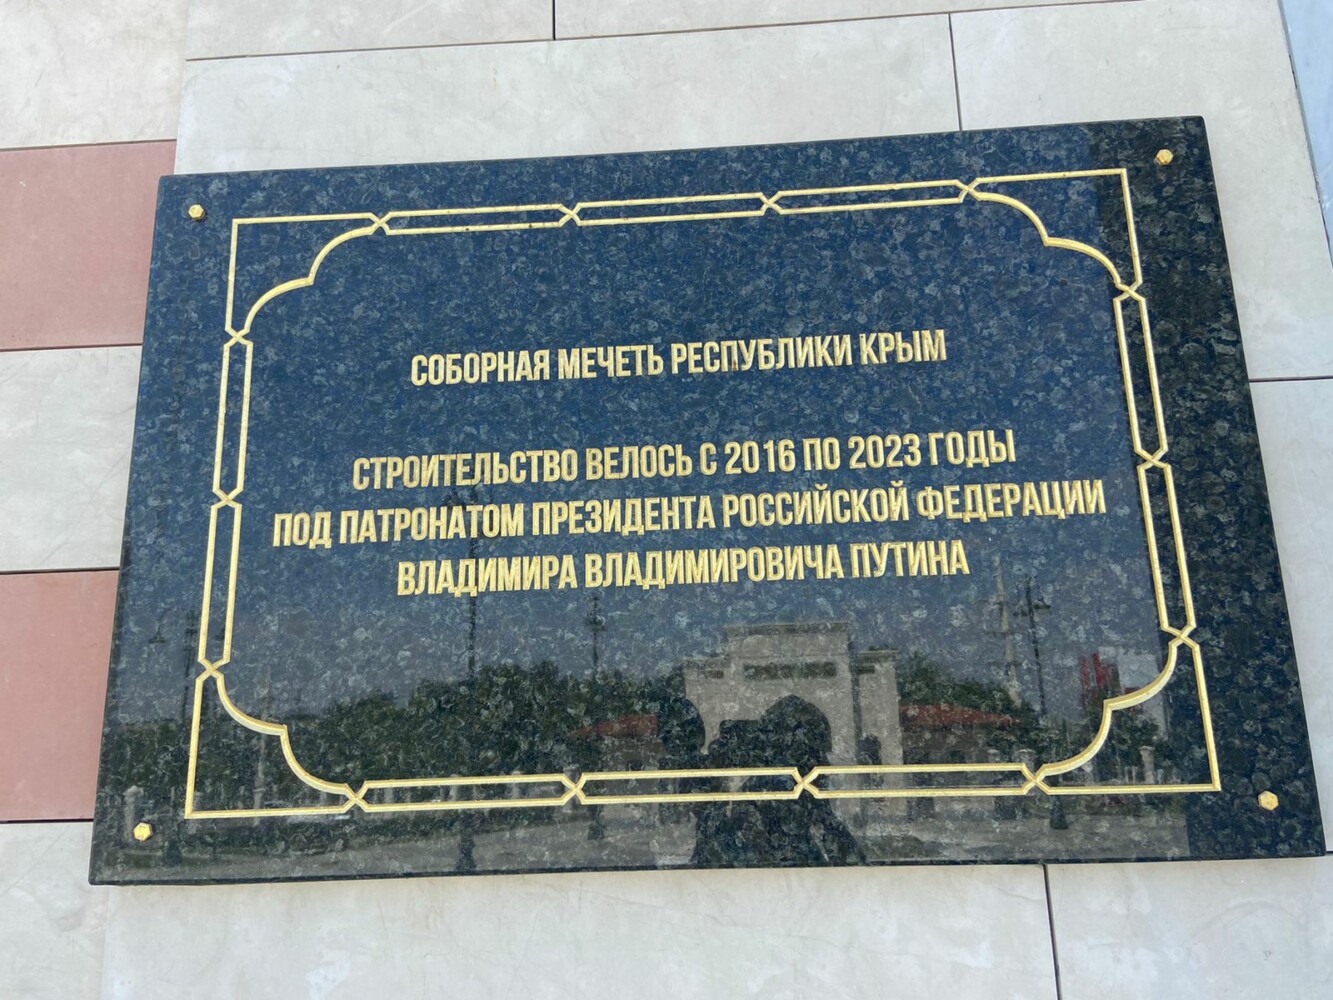 СОБОРНАЯ МЕЧЕТЬ РЕСПУБЛИКИ КРЫМ
СТРОИТЕЛЬСТВО ВЕЛОСЬ С 2016 ПО 2023 ГОДЫ
ПОД ПАТРОНАТОМ ПРЕЗИДЕНТА РОССИЙСКОЙ ФЕДЕРАЦИИ
ВЛАДИМИРА ВЛАДИМИРОВИЧА ПУТИНА